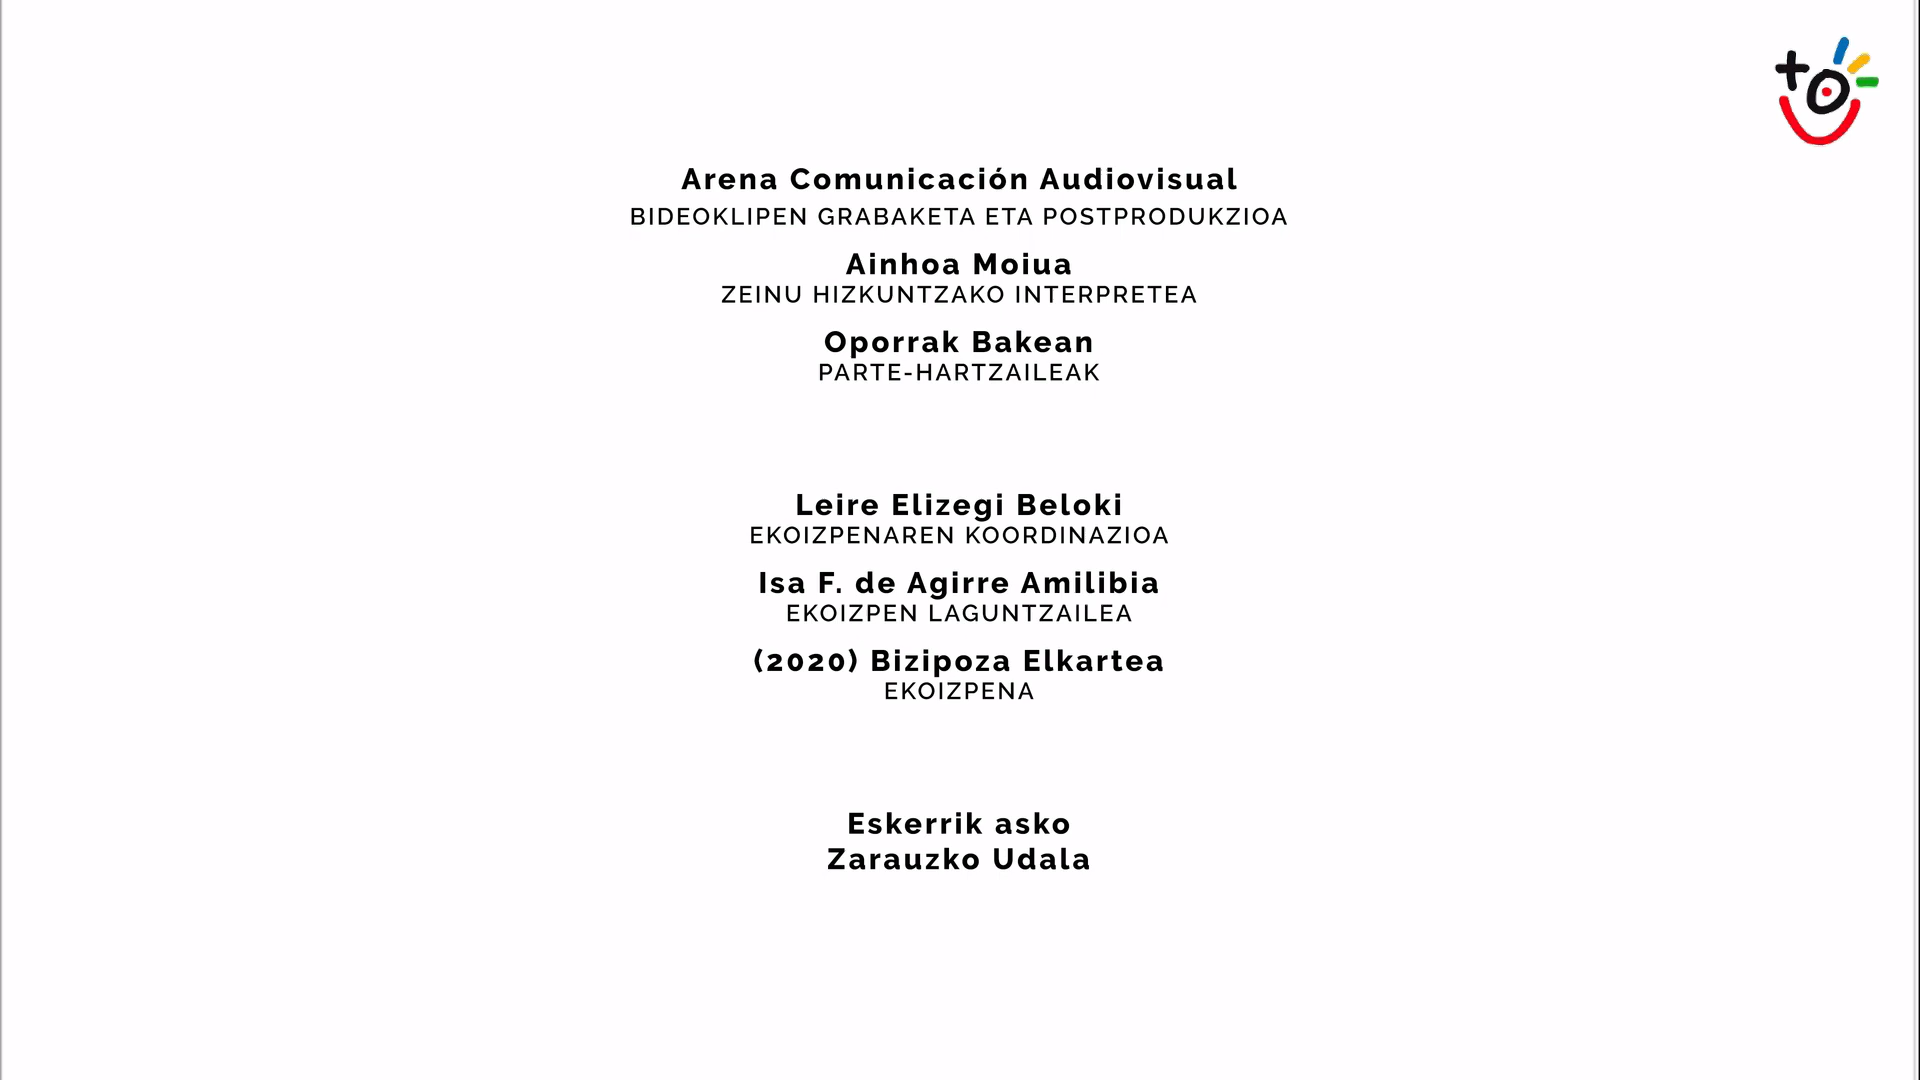 Arena Comunicación Audiovisual
BIDEOKLIPEN GRABAKETA ETA POSTPRODUKZIOA
Ainhoa Moiua
ZEINU HIZKUNTZAKO INTERPRETEA
Oporrak Bakean
PARTE-HARTZAILEAK
Leire Elizegi Beloki
EKOIZPENAREN KOORDINAZIOA
Isa F. de Agirre Amilibia
EKOIZPEN LAGUNTZAILEA
(2020) Bizipoza Elkartea
EKOIZPENA
Eskerrik asko
Zarauzko Udala